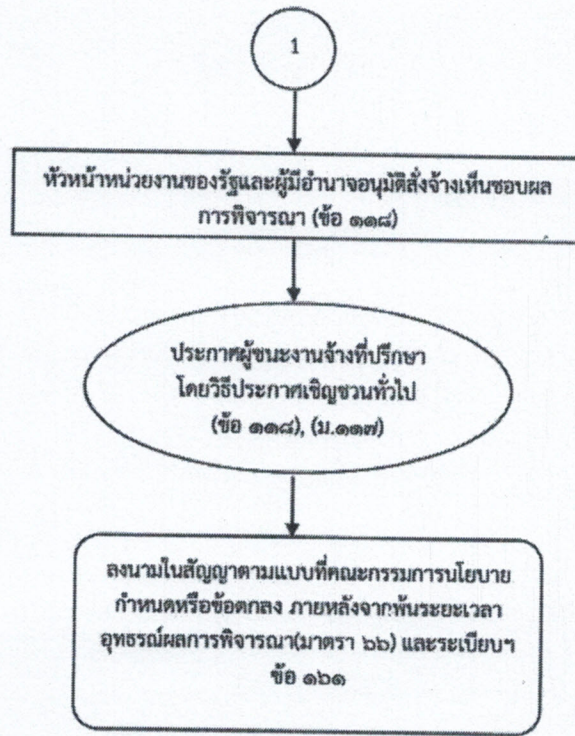 1
หัวหน้าหน่วยงานของรัฐและผู้มีอำนาจอนุมัติสั่งจ้างเห็นชอบผล
การพิจารณา (ข้อ ๑๑๘)
ประกาศผู้ชนะงานจ้างที่ปรึกษา
โดยวิธีประกาศเชิญชวนทั่วไป
(ข้อ ๑๑๘), (ม.๑๑๗)
ลงนามในสัญญาตามแบบที่คณะกรรมการนโยบาย
กำหนดหรือข้อตกลง ภายหลังจากพ้นระยะเวลา
อุทธรณ์ผลการพิจารณา(มาตรา ๖๖) และระเบียบฯ
ข้อ ๑๖๑